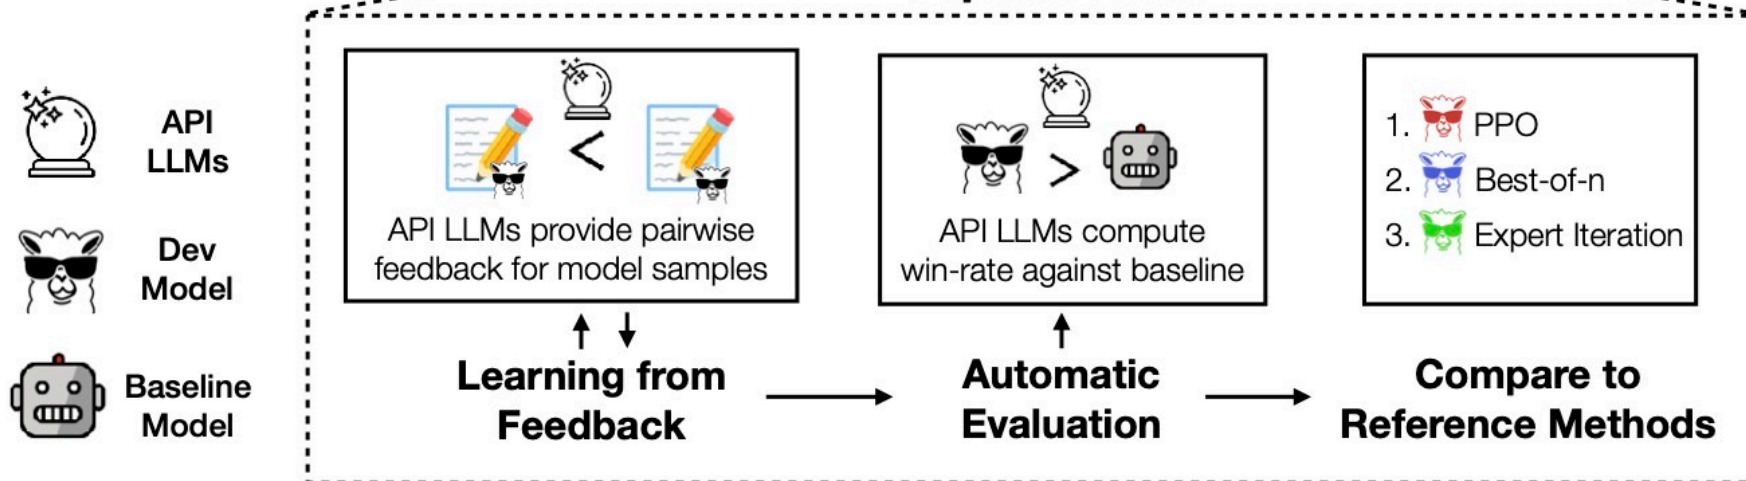 API
LLMs
Dev
Model
Baseline
Model
<
API LLMs provide pairwise
feedback for model samples
Learning from
Feedback
>
API LLMs compute
win-rate against baseline
Automatic
Evaluation
1. PPO
2. Best-of-n
3. Expert Iteration
Compare to
Reference Methods